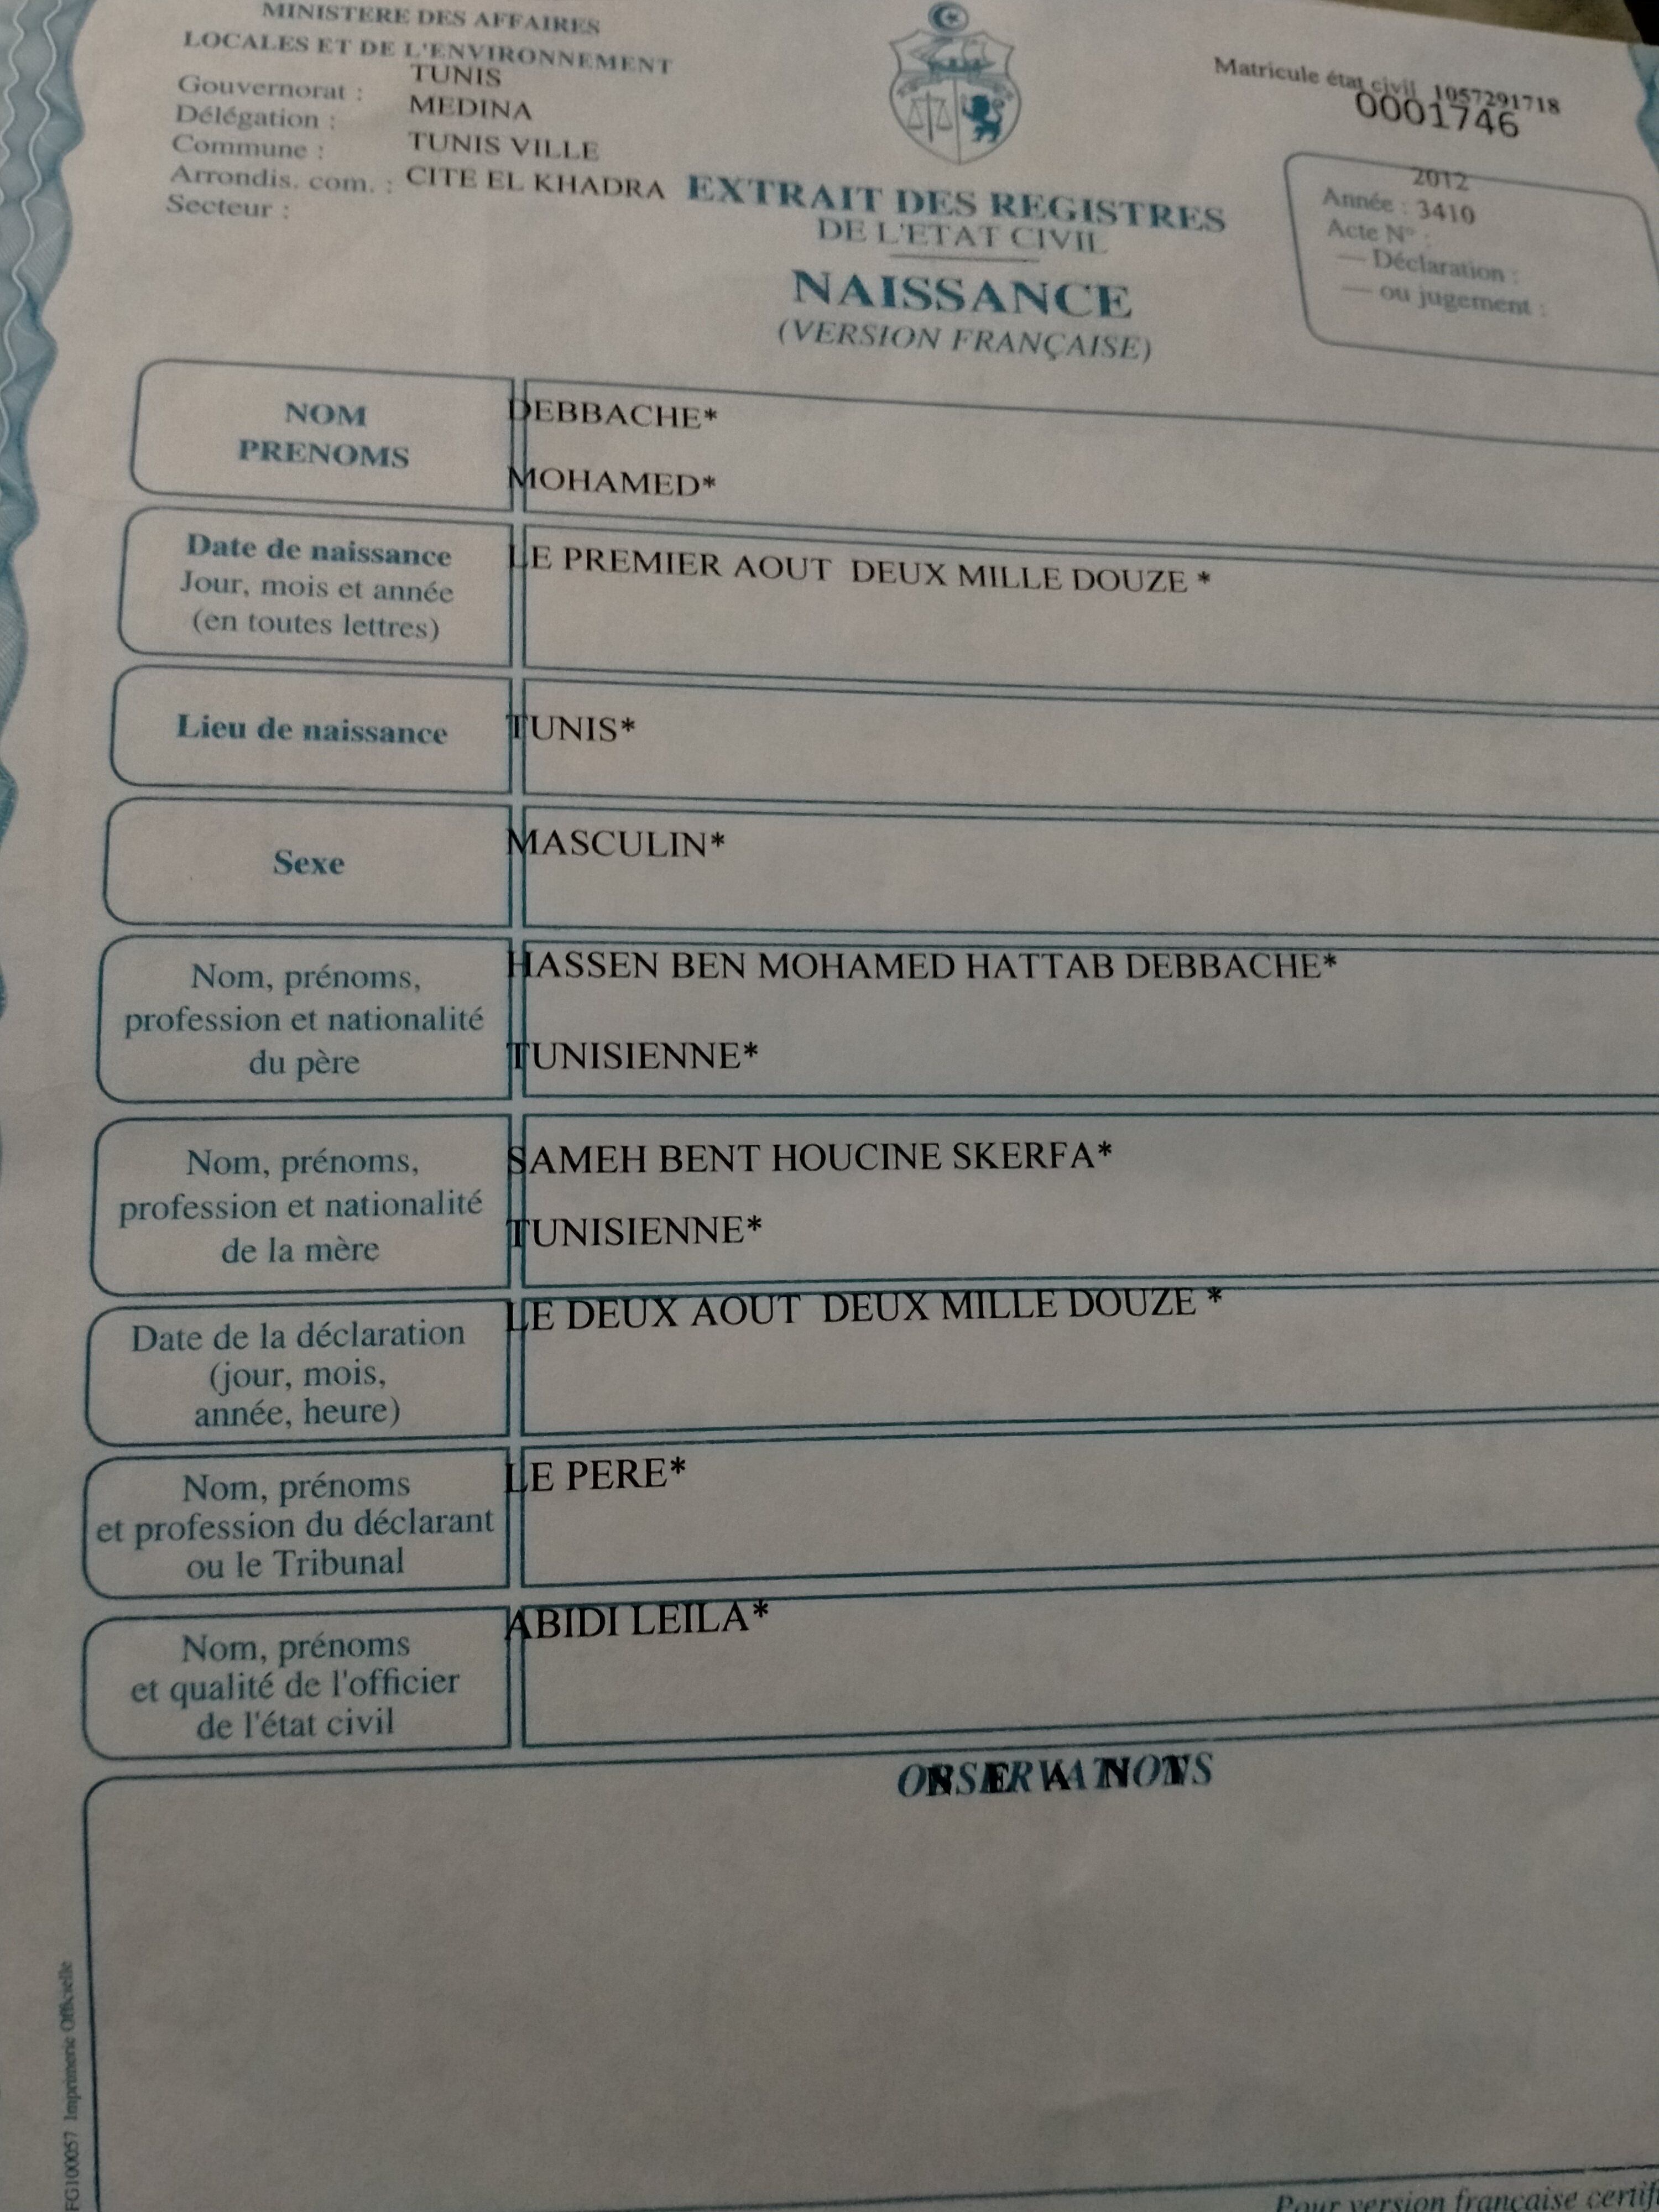 MINISTERE DES AFFAIRES
LOCALES ET DE L'ENVIRONNEMENT
Gouvernorat : TUNIS
Délégation : MEDINA
Commune : TUNIS VILLE
Arrondis. com. : CITE EL KHADRA
Secteur :
Matricule état civil 1057291718
0001746
EXTRAIT DES REGISTRES
DE L'ETAT CIVIL
NAISSANCE
(VERSION FRANÇAISE)
2012
Année : 3410
Acte N° :
— Déclaration :
— ou jugement :
NOM
PRENOMS
DEBBACHE*
MOHAMED*
Date de naissance
Jour, mois et année
(en toutes lettres)
LE PREMIER AOUT DEUX MILLE DOUZE *
Lieu de naissance
TUNIS*
Sexe
MASCULIN*
Nom, prénoms,
profession et nationalité
du père
HASSEN BEN MOHAMED HATTAB DEBBACHE*
TUNISIENNE*
Nom, prénoms,
profession et nationalité
de la mère
SAMEH BENT HOUCINE SKERFA*
TUNISIENNE*
Date de la déclaration
(jour, mois,
année, heure)
LE DEUX AOUT DEUX MILLE DOUZE *
Nom, prénoms
et profession du déclarant
ou le Tribunal
LE PERE*
Nom, prénoms
et qualité de l'officier
de l'état civil
ABIDI LEILA*
OBSERVATIONS
FG100057 Imprimerie Officielle
Pour version française